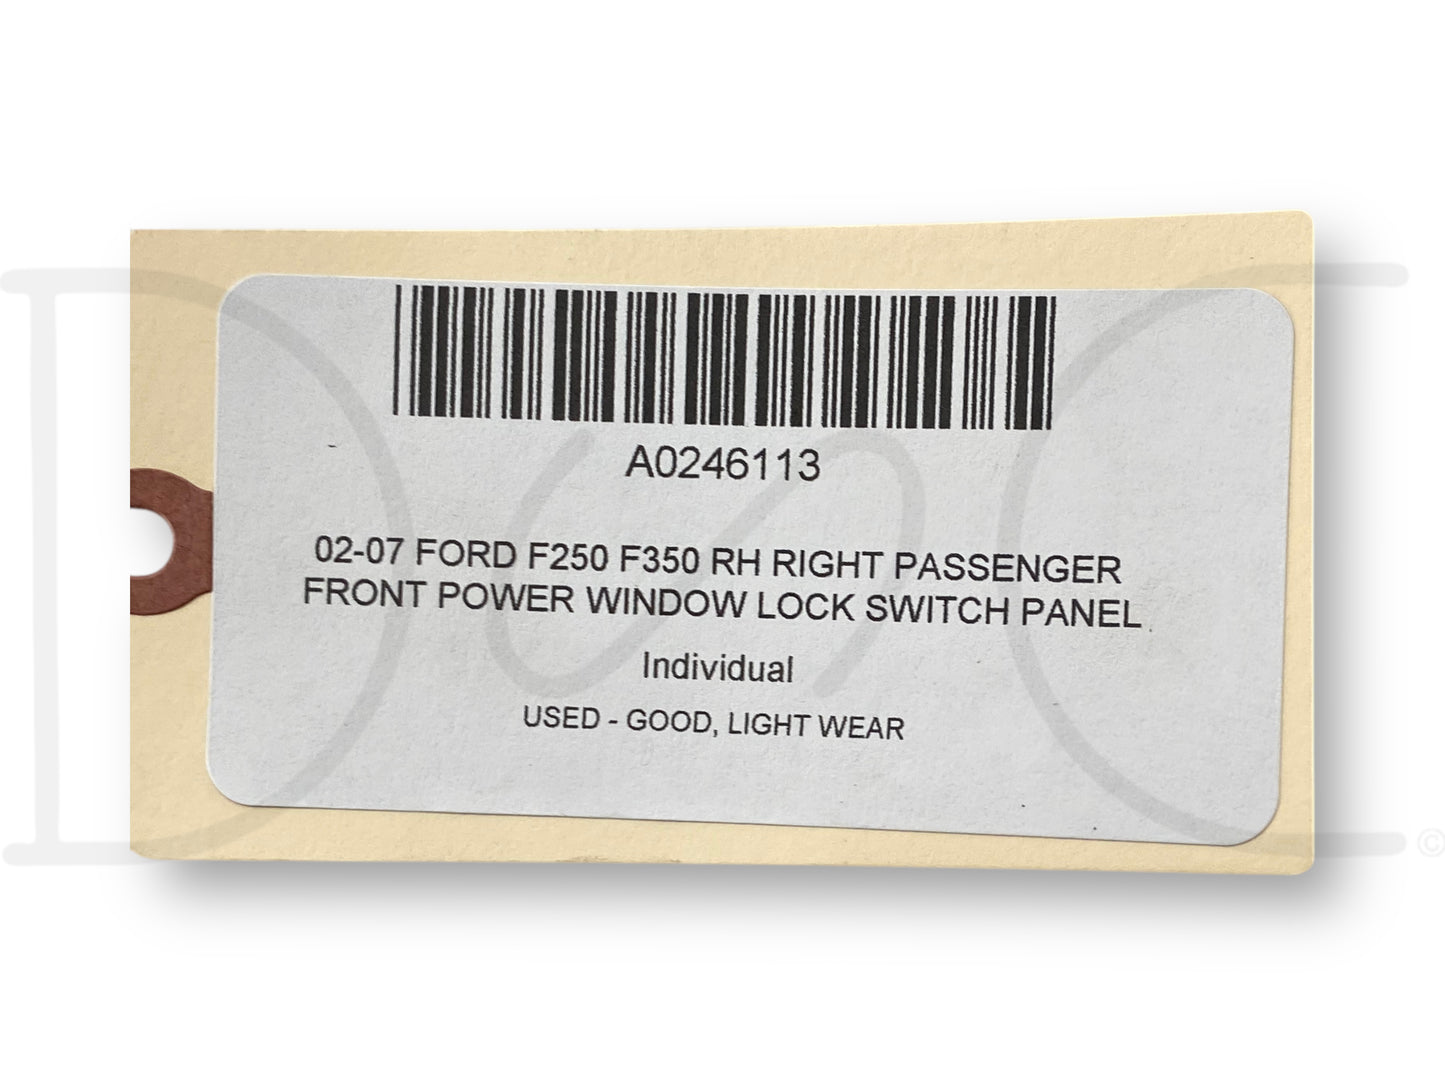 A0246113
02-07 FORD F250 F350 RH RIGHT PASSENGER
FRONT POWER WINDOW LOCK SWITCH PANEL
Individual
USED - GOOD, LIGHT WEAR
©